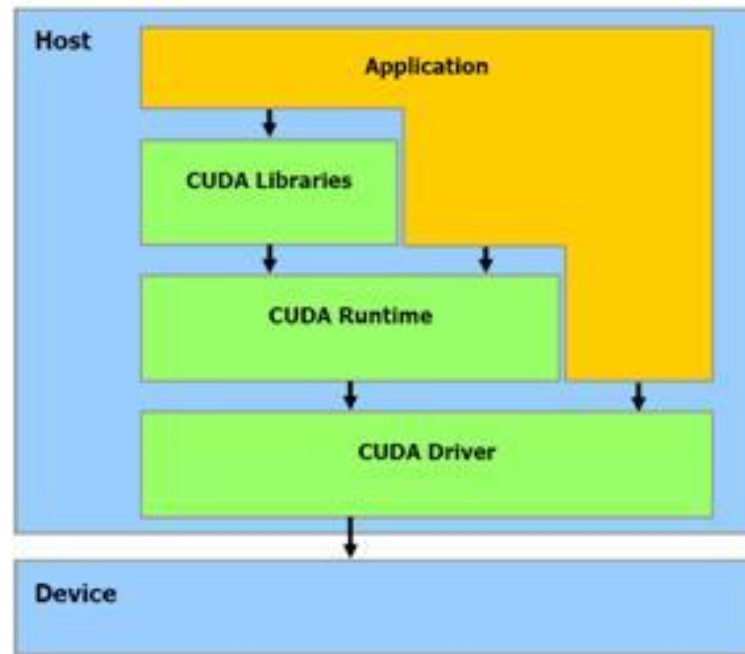 Host
Application
CUDA Libraries
CUDA Runtime
CUDA Driver
Device